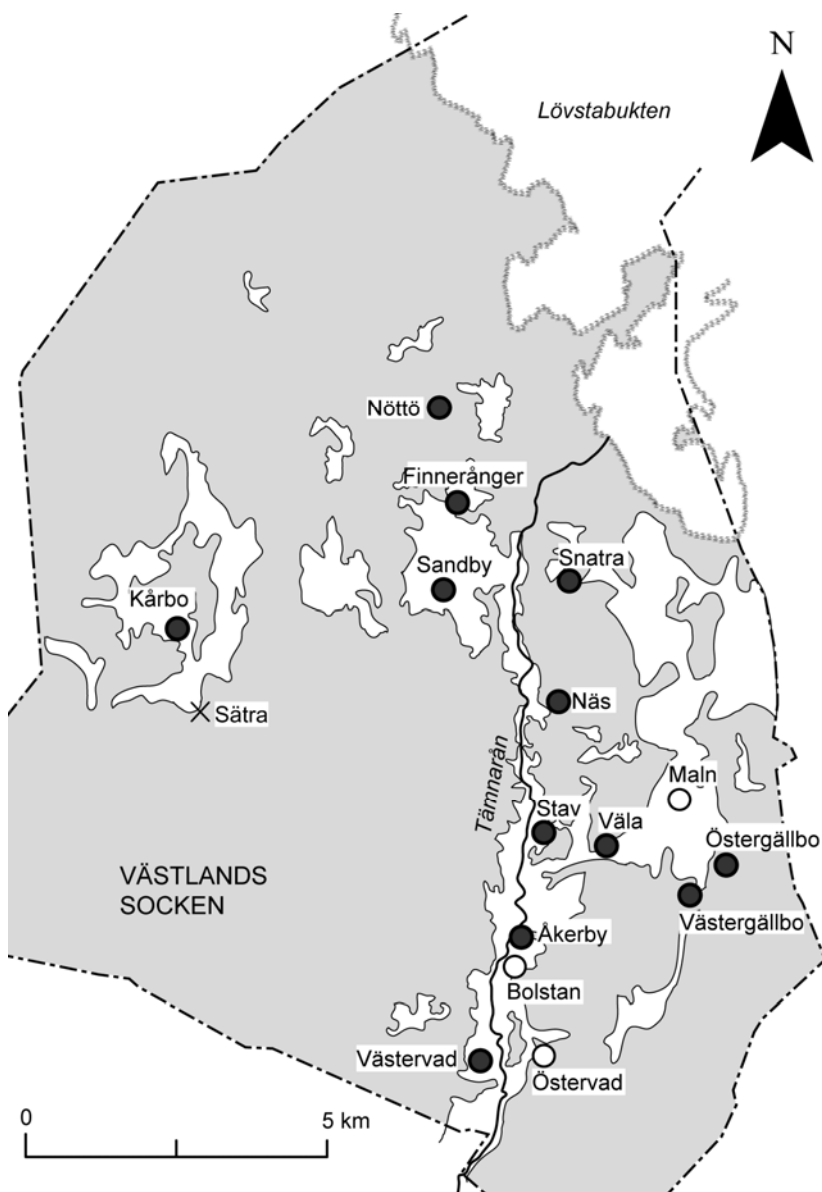 N
Lövstabukten
Nöttö
Finnerånger
Sandby
Snatra
Kårbo
Näs
Sätra
Tämnarån
Maln
Stav
Väla
Östergällbo
VÄSTLANDS
SOCKEN
Västergällbo
Åkerby
Bolstan
Västervad
Östervad
0
5 km